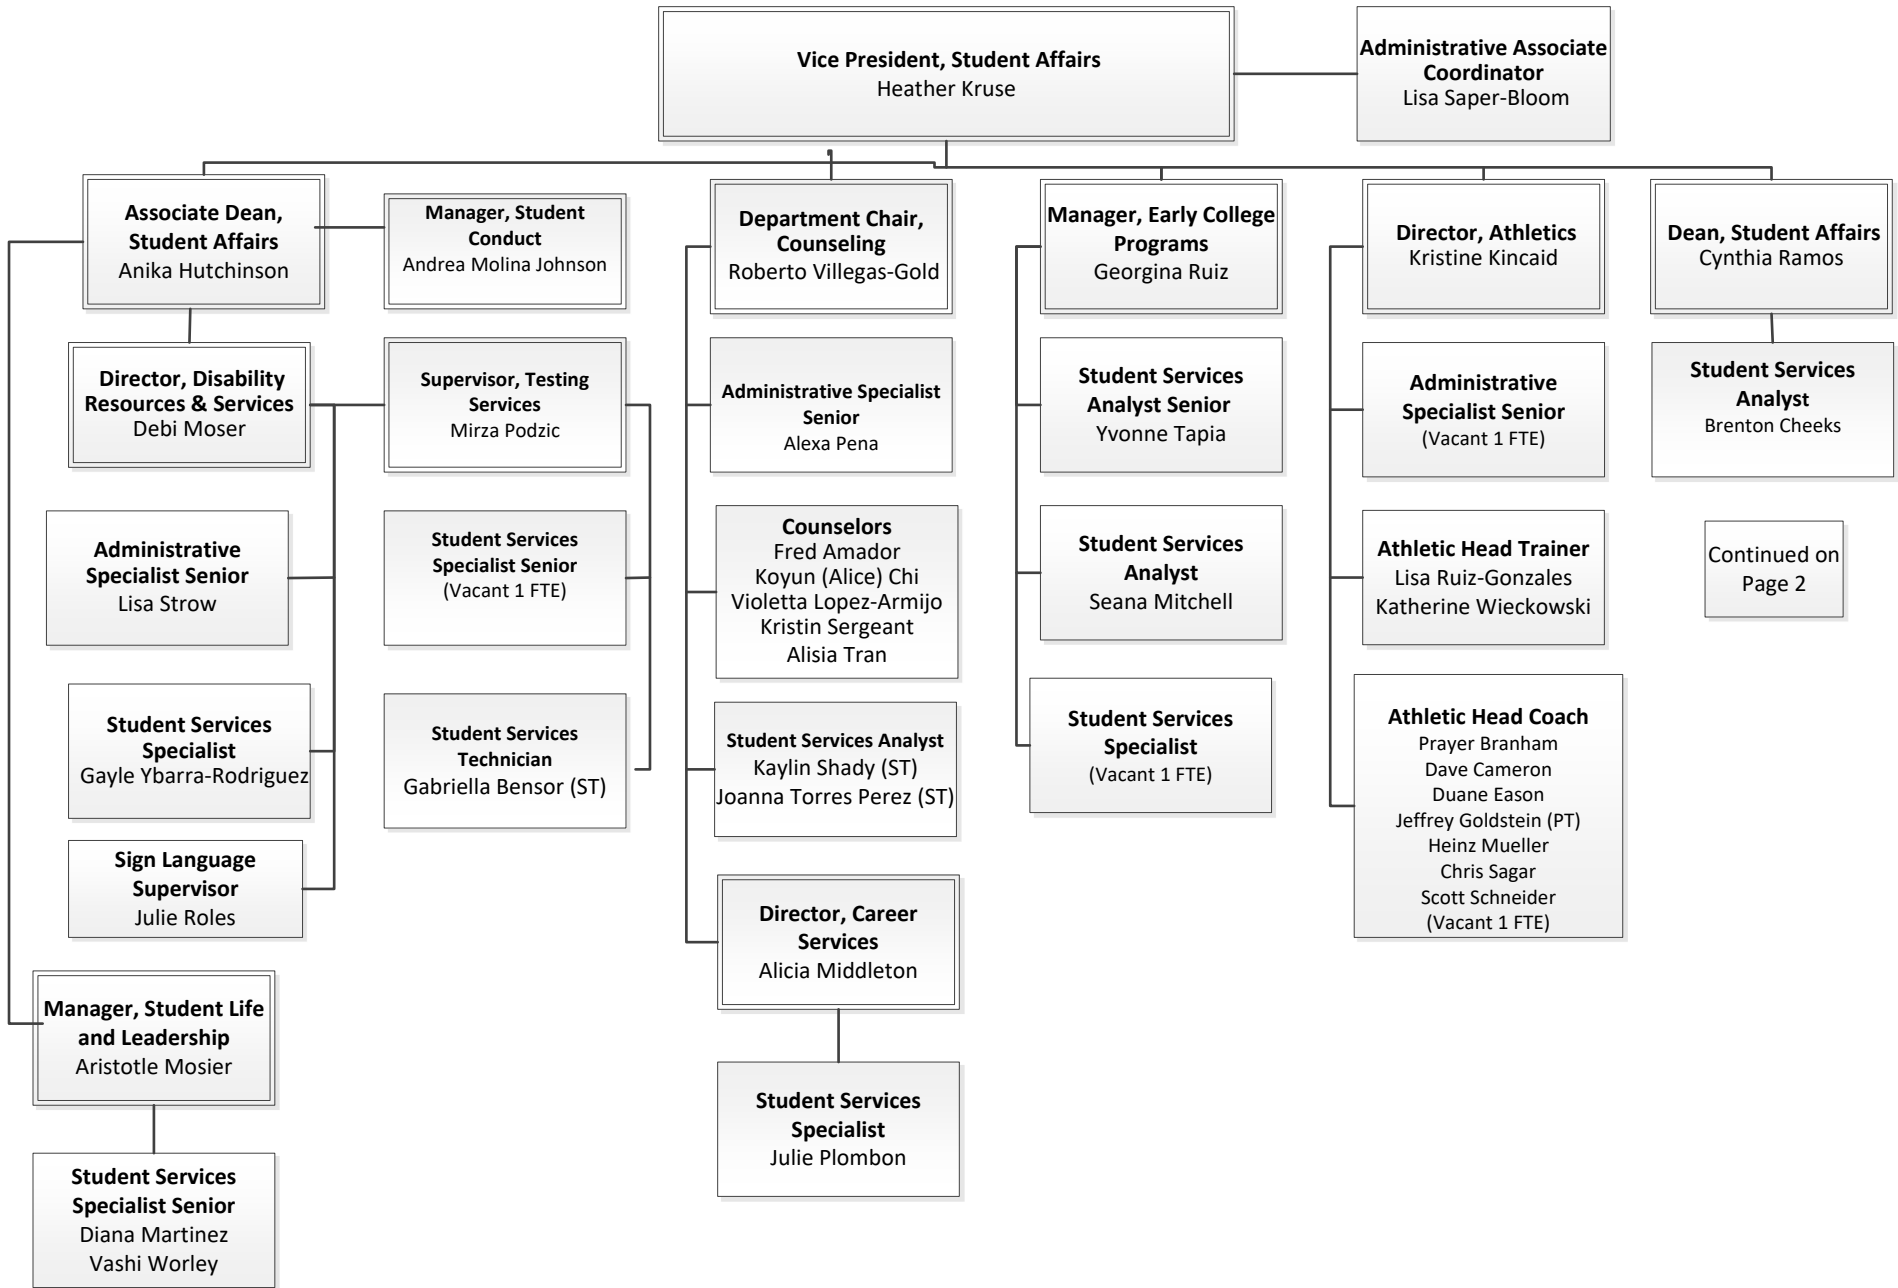 Vice President, Student Affairs
Heather Kruse
Administrative Associate
Coordinator
Lisa Saper-Bloom
Associate Dean,
Student Affairs
Anika Hutchinson
Manager, Student
Conduct
Andrea Molina Johnson
Department Chair,
Counseling
Roberto Villegas-Gold
Manager, Early College
Programs
Georgina Ruiz
Director, Athletics
Kristine Kincaid
Dean, Student Affairs
Cynthia Ramos
Director, Disability
Resources & Services
Debi Moser
Supervisor, Testing
Services
Mirza Podzic
Administrative Specialist
Senior
Alexa Pena
Student Services
Analyst Senior
Yvonne Tapia
Administrative
Specialist Senior
(Vacant 1 FTE)
Student Services
Analyst
Brenton Cheeks
Administrative
Specialist Senior
Lisa Strow
Student Services
Specialist Senior
(Vacant 1 FTE)
Counselors
Fred Amador
Koyun (Alice) Chi
Violetta Lopez-Armijo
Kristin Sergeant
Alisia Tran
Student Services
Analyst
Seana Mitchell
Athletic Head Trainer
Lisa Ruiz-Gonzales
Katherine Wieckowski
Continued on
Page 2
Student Services
Specialist
Gayle Ybarra-Rodriguez
Student Services
Technician
Gabriella Bensor (ST)
Student Services Analyst
Kaylin Shady (ST)
Joanna Torres Perez (ST)
Student Services
Specialist
(Vacant 1 FTE)
Athletic Head Coach
Prayer Branham
Dave Cameron
Duane Eason
Jeffrey Goldstein (PT)
Heinz Mueller
Chris Sagar
Scott Schneider
(Vacant 1 FTE)
Sign Language
Supervisor
Julie Roles
Director, Career
Services
Alicia Middleton
Manager, Student Life
and Leadership
Aristotle Mosier
Student Services
Specialist
Julie Plombon
Student Services
Specialist Senior
Diana Martinez
Vashi Worley